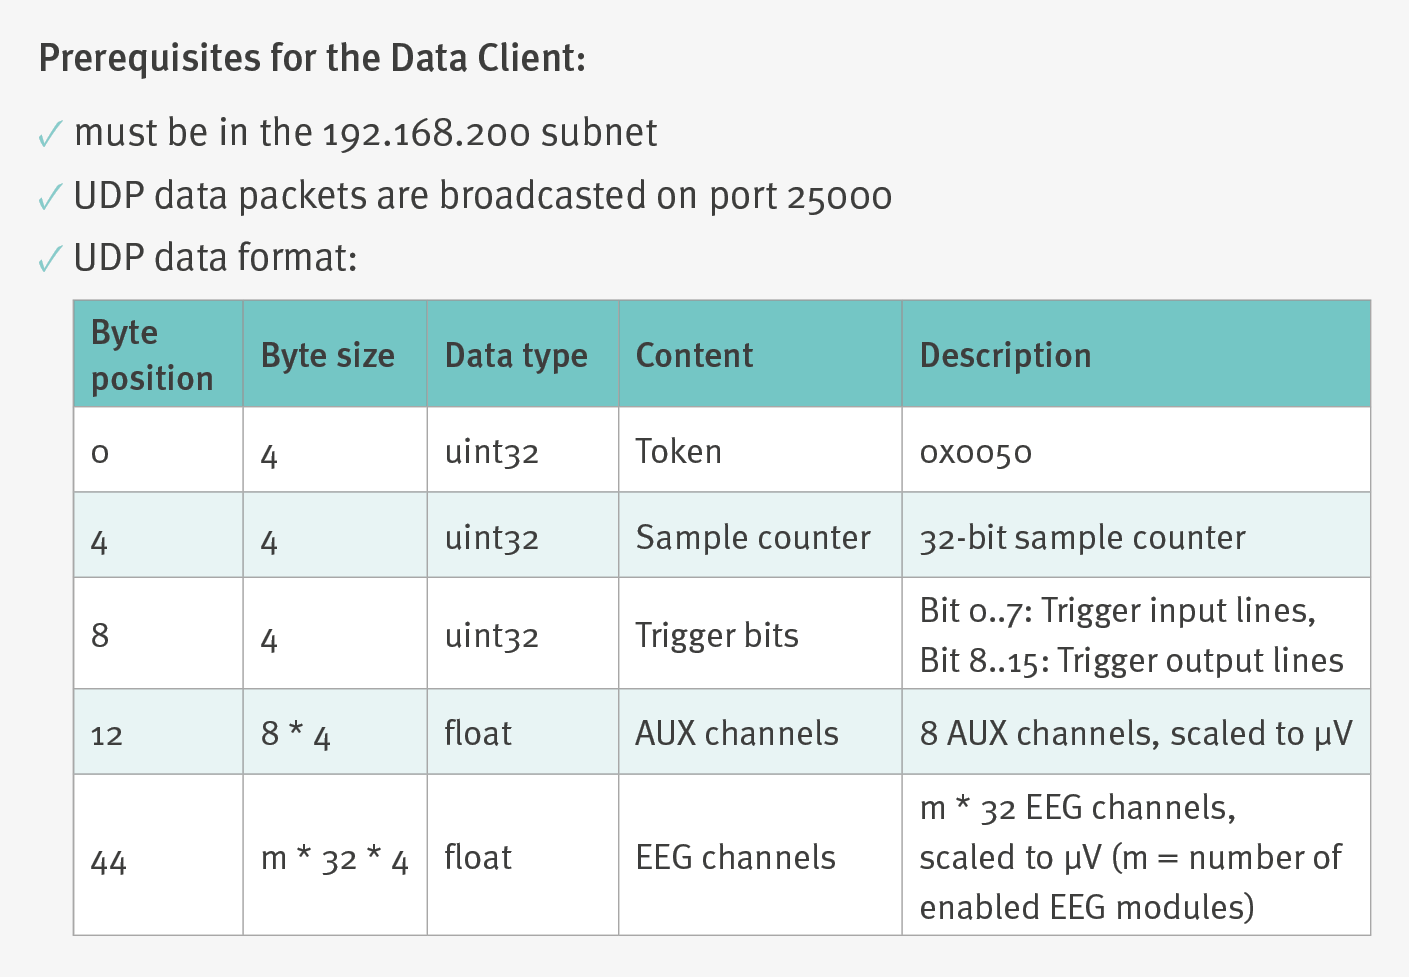 Prerequisites for the Data Client:
✓ must be in the 192.168.200 subnet
✓ UDP data packets are broadcasted on port 25000
✓ UDP data format:
Byte position
Byte size
Data type
Content
Description
0
4
uint32
Token
0x0050
4
4
uint32
Sample counter
32-bit sample counter
8
4
uint32
Trigger bits
Bit 0..7: Trigger input lines,
Bit 8..15: Trigger output lines
12
8 * 4
float
AUX channels
8 AUX channels, scaled to µV
44
m * 32 * 4
float
EEG channels
m * 32 EEG channels,
scaled to µV (m = number of
enabled EEG modules)